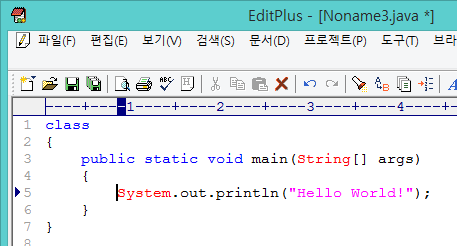 EditPlus - [Noname3.java *]
파일(F) 편집(E) 보기(V) 검색(S) 문서(D) 프로젝트(P) 도구(T) 브라
----+----1----+----2----+----3----+----4----+--
1 class
2 {
3 public static void main(String[] args)
4 {
5 System.out.println("Hello World!");
6 }
7 }
8